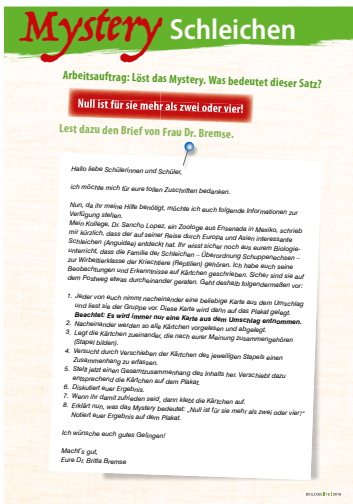 Mystery Schleichen
Arbeitsauftrag: Löst das Mystery. Was bedeutet dieser Satz?
Null ist für sie mehr als zwei oder vier!
Lest dazu den Brief von Frau Dr. Bremse.
Hallo liebe Schülerinnen und Schüler,
ich möchte mich für eure tollen Zuschriften bedanken.
Nun, da ihr meine Hilfe benötigt, möchte ich euch folgende Informationen zur
Verfügung stellen.
Mein Kollege, Dr. Sancho Lopez, ein Zoologe aus Ensenada in Mexiko, schrieb
mir kürzlich, dass der auf seiner Reise durch Europa und Asien interessante
Schleichen (Anguidae) entdeckt hat. Ihr wisst sicher noch aus eurem Biologie-
unterricht, dass die Familie der Schleichen – Überordnung Schuppenechsen –
zur Wirbeltierklasse der Kriechtiere (Reptilien) gehören. Ich habe euch seine
Beobachtungen und Erkenntnisse auf Kärtchen geschrieben. Sicher sind sie auf
dem Postweg etwas durcheinander geraten. Geht deshalb folgendermaßen vor:
1. Jeder von euch nimmt nacheinander eine beliebige Karte aus dem Umschlag
und liest sie der Gruppe vor. Diese Karte wird dann auf das Plakat gelegt.
Beachtet: Es wird immer nur eine Karte aus dem Umschlag entnommen.
2. Nacheinander werden so alle Kärtchen vorgelesen und abgelegt.
3. Legt die Kärtchen zueinander, die nach eurer Meinung zusammengehören
(Stapel bilden).
4. Versucht durch Verschieben der Kärtchen des jeweiligen Stapels einen
Zusammenhang zu erfassen.
5. Stellt jetzt einen Gesamtzusammenhang des Inhalts her. Verschiebt dazu
entsprechend die Kärtchen auf dem Plakat.
6. Diskutiert euer Ergebnis.
7. Wenn ihr damit zufrieden seid, dann klebt die Kärtchen auf.
8. Erklärt nun, was das Mystery bedeutet: „Null ist für sie mehr als zwei oder vier!"
Notiert euer Ergebnis auf dem Plakat.
Ich wünsche euch gutes Gelingen!
Macht's gut,
Eure Dr. Britta Bremse
BIOLOGIE 5 | 15 | 2019